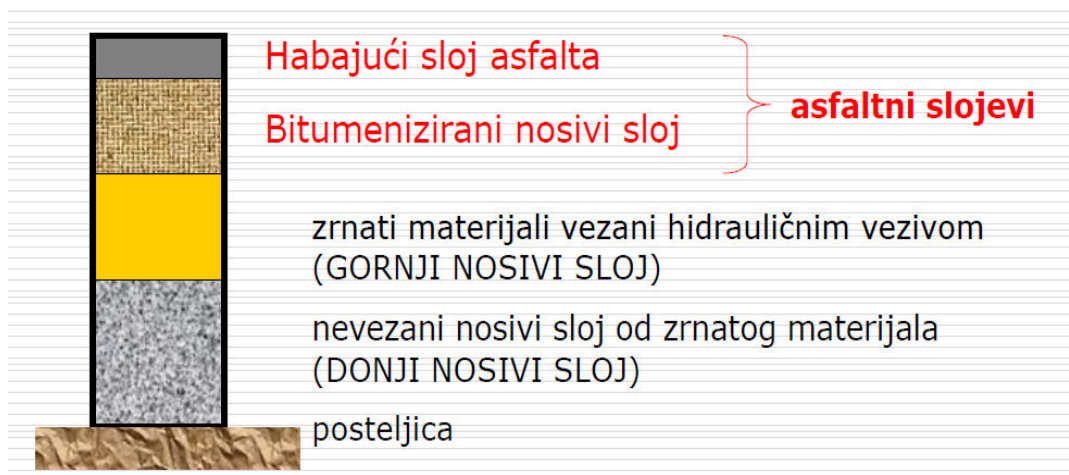 Habajući sloj asfalta
Bitumenizirani nosivi sloj
asfaltni slojevi
zrnati materijali vezani hidrauličnim vezivom
(GORNJI NOSIVI SLOJ)
nevezani nosivi sloj od zrnatog materijala
(DONJI NOSIVI SLOJ)
posteljica